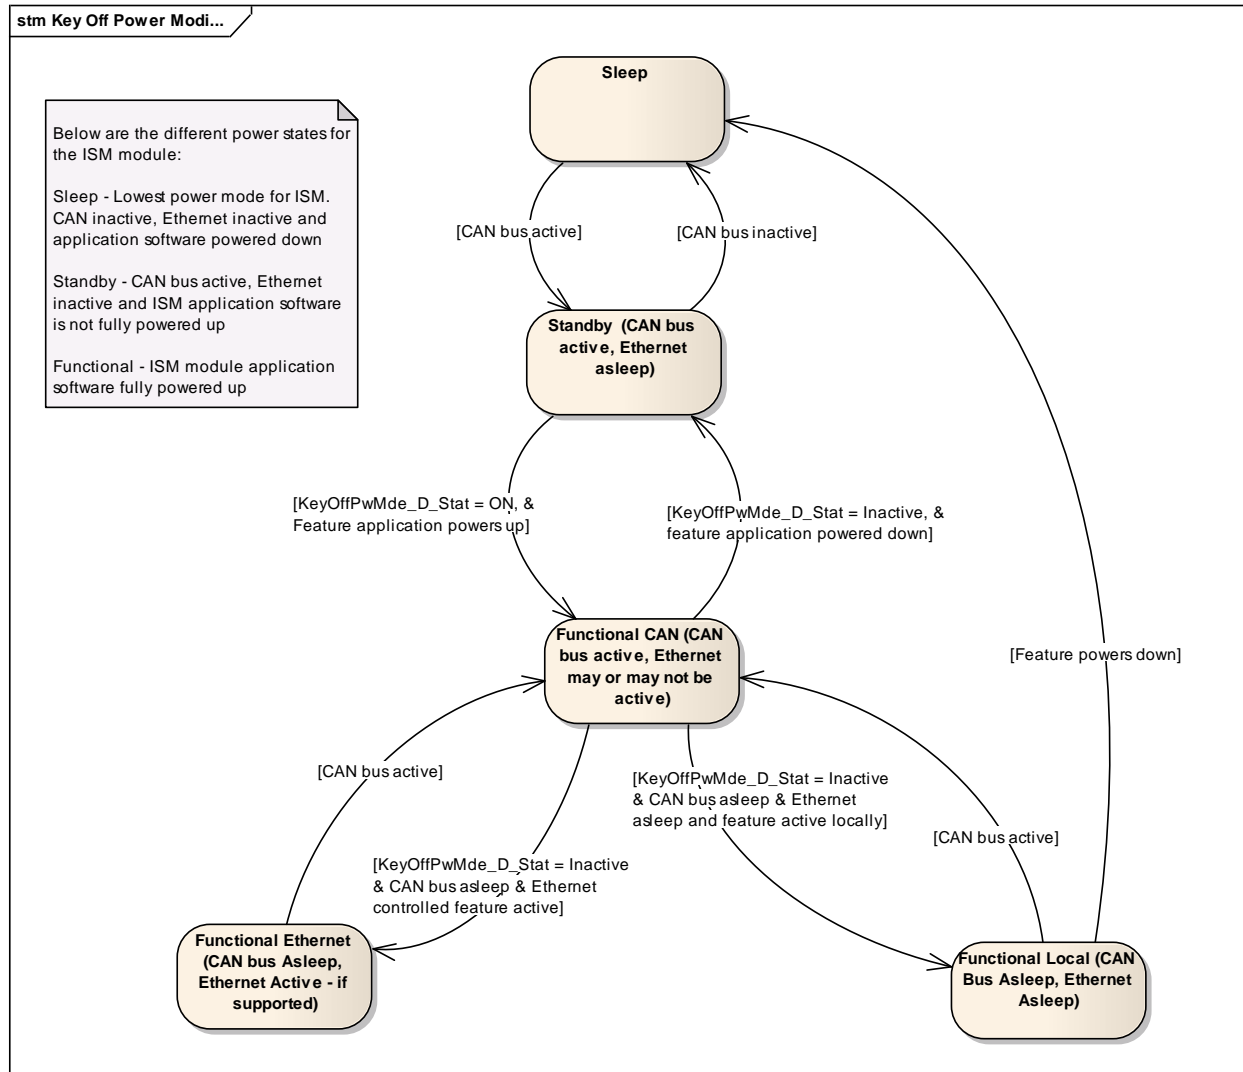 stm Key Off Power Modi...
Sleep
Below are the different power states for
the ISM module:
Sleep - Lowest power mode for ISM.
CAN inactive, Ethernet inactive and
application software powered down
Standby - CAN bus active, Ethernet
inactive and ISM application software
is not fully powered up
Functional - ISM module application
software fully powered up
[CAN bus active]
[CAN bus inactive]
Standby (CAN bus
active, Ethernet
asleep)
[KeyOffPwMde_D_Stat = ON, &
Feature application powers up]
[KeyOffPwMde_D_Stat = Inactive, &
feature application powered down]
Functional CAN (CAN
bus active, Ethernet
may or may not be
active)
[Feature powers down]
[CAN bus active]
[KeyOffPwMde_D_Stat = Inactive
& CAN bus asleep & Ethernet
asleep and feature active locally]
[CAN bus active]
[KeyOffPwMde_D_Stat = Inactive
& CAN bus asleep & Ethernet
controlled feature active]
Functional Ethernet
(CAN bus Asleep,
Ethernet Active - if
supported)
Functional Local (CAN
Bus Asleep, Ethernet
Asleep)